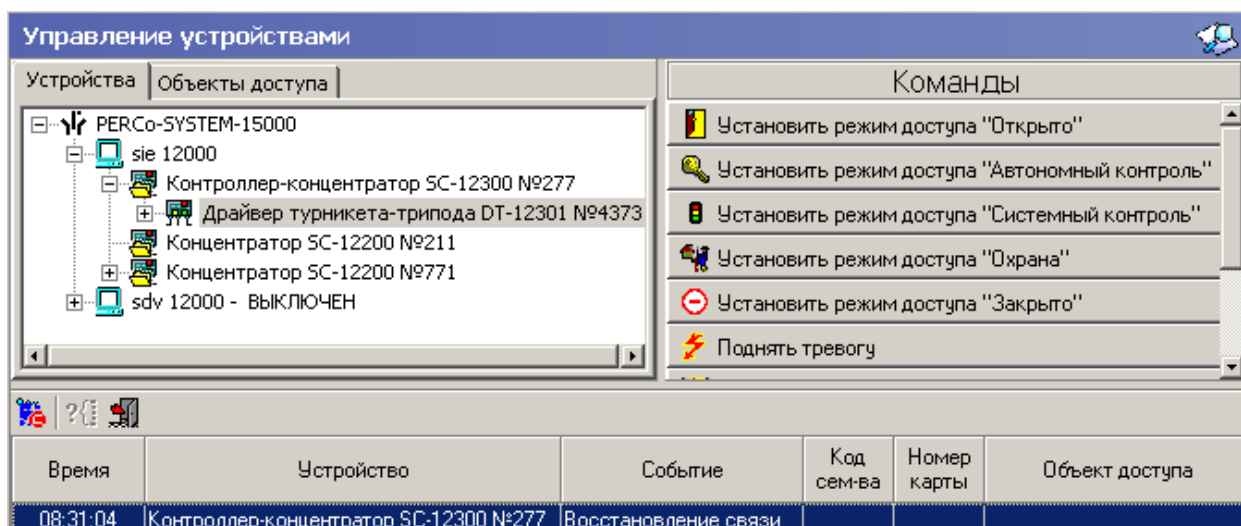 Управление устройствами
Устройства Объекты доступа
PERCo-SYSTEM-15000
sie 12000
Контроллер-концентратор SC-12300 №277
Драйвер турникета-трипода DT-12301 №4373
Концентратор SC-12200 №211
Концентратор SC-12200 №771
sdv 12000 - ВЫКЛЮЧЕН
Команды
Установить режим доступа "Открыто"
Установить режим доступа "Автономный контроль"
Установить режим доступа "Системный контроль"
Установить режим доступа "Охрана"
Установить режим доступа "Закрыто"
Поднять тревогу
Время Устройство Событие Код сем-ва Номер карты Объект доступа
08:31:04 Контроллер-концентратор SC-12300 №277 Восстановление связи